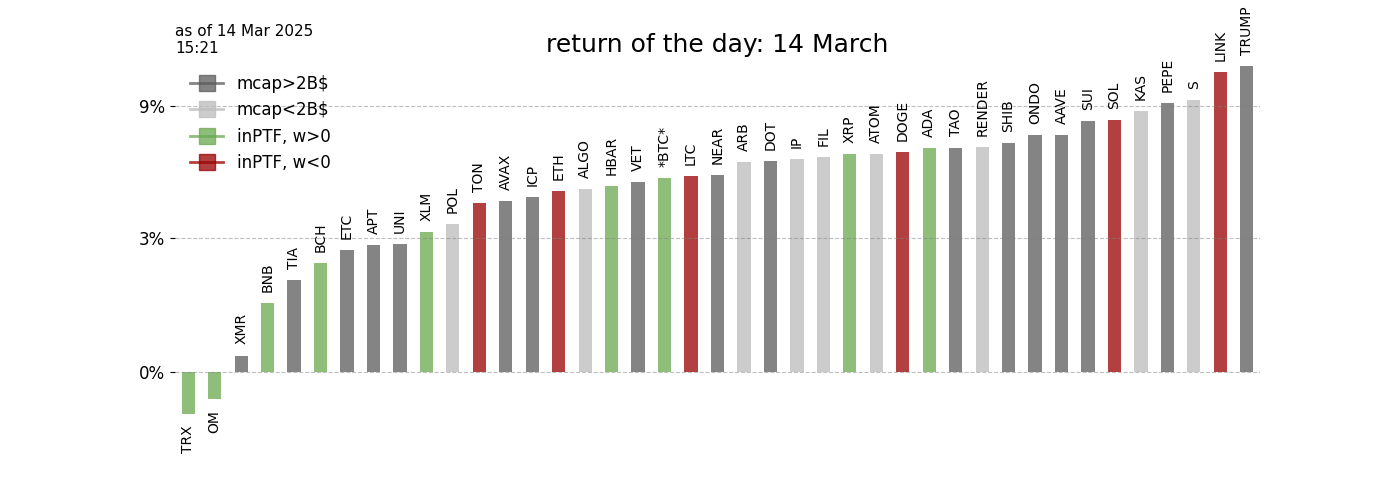 as of 14 Mar 2025
15:21
return of the day: 14 March
mcap>2B$
mcap<2B$
inPTF, w>0
inPTF, w<0
9%
3%
0%
TRX
OM
XMR
BNB
TIA
BCH
ETC
APT
UNI
XLM
POL
TON
AVAX
ICP
ETH
ALGO
HBAR
VET
*BTC*
LTC
NEAR
ARB
DOT
IP
FIL
XRP
ATOM
DOGE
ADA
TAO
RENDER
SHIB
ONDO
AAVE
SUI
SOL
KAS
PEPE
S
LINK
TRUMP